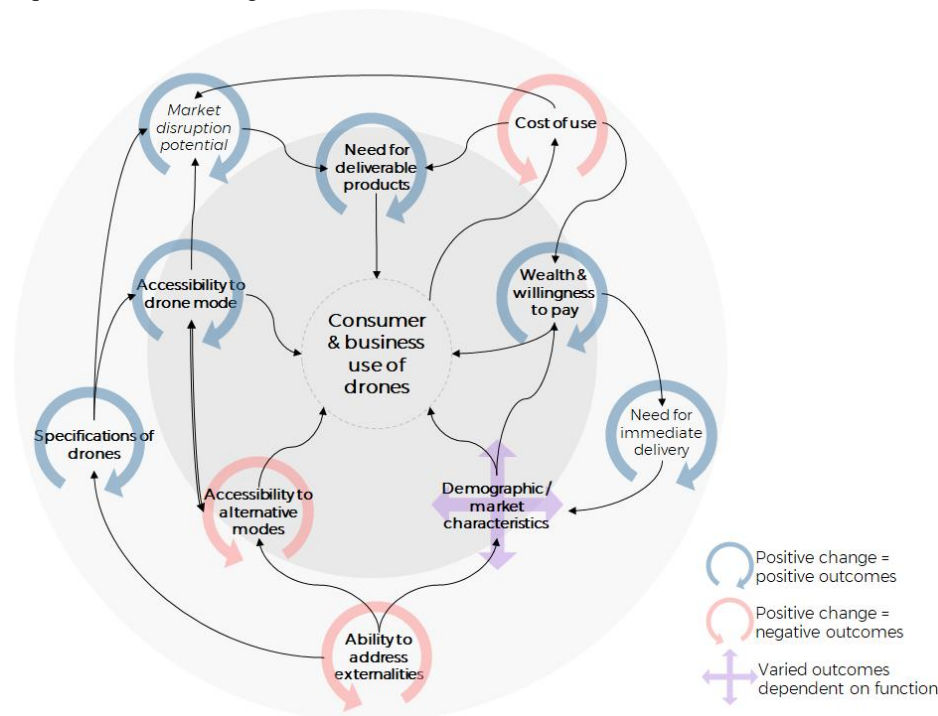 Market
disruption
potential
Need for
deliverable
products
Cost of use
Accessibility to
drone mode
Wealth &
willingness
to pay
Consumer
& business
use of
drones
Specifications of
drones
Need for
immediate
delivery
Accessibility to
alternative
modes
Demographic/
market
characteristics
Ability to
address
externalities
Positive change =
positive outcomes
Positive change =
negative outcomes
Varied outcomes
dependent on function